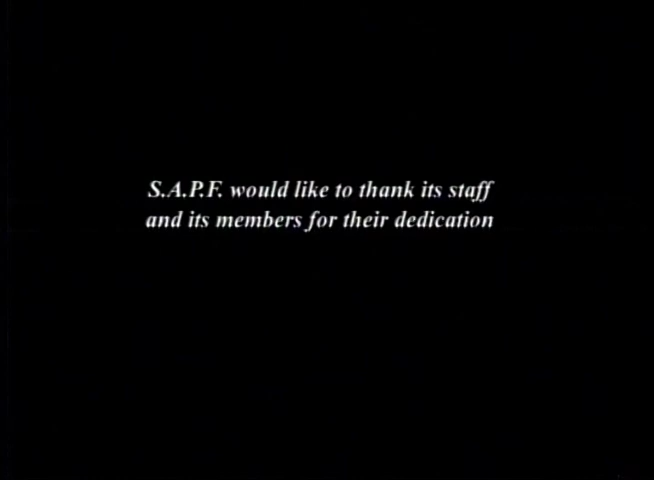 S.A.P.F. would like to thank its staff
and its members for their dedication